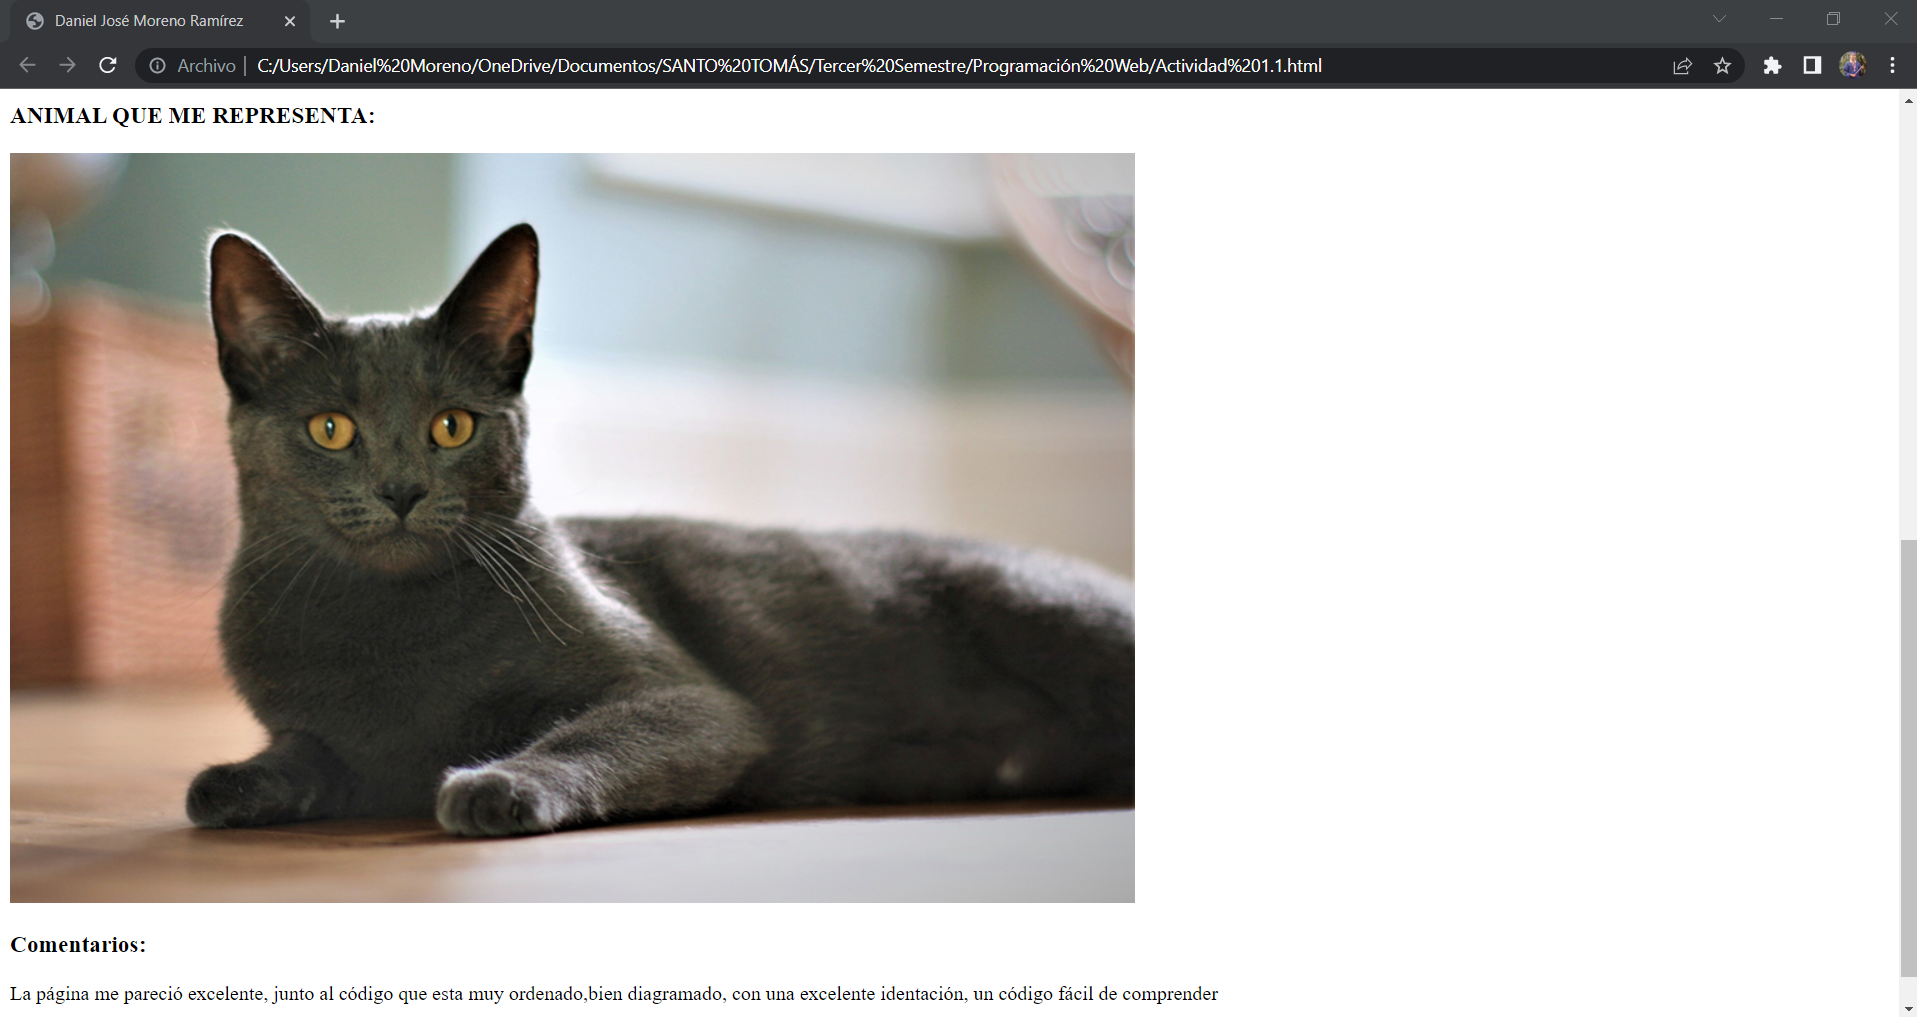 Daniel José Moreno Ramírez
Archivo C:/Users/Daniel%20Moreno/OneDrive/Documentos/SANTO%20TOMÁS/Tercer%20Semestre/Programación%20Web/Actividad%201.1.html
ANIMAL QUE ME REPRESENTA:
Comentarios:
La página me pareció excelente, junto al código que esta muy ordenado,bien diagramado, con una excelente identación, un código fácil de comprender